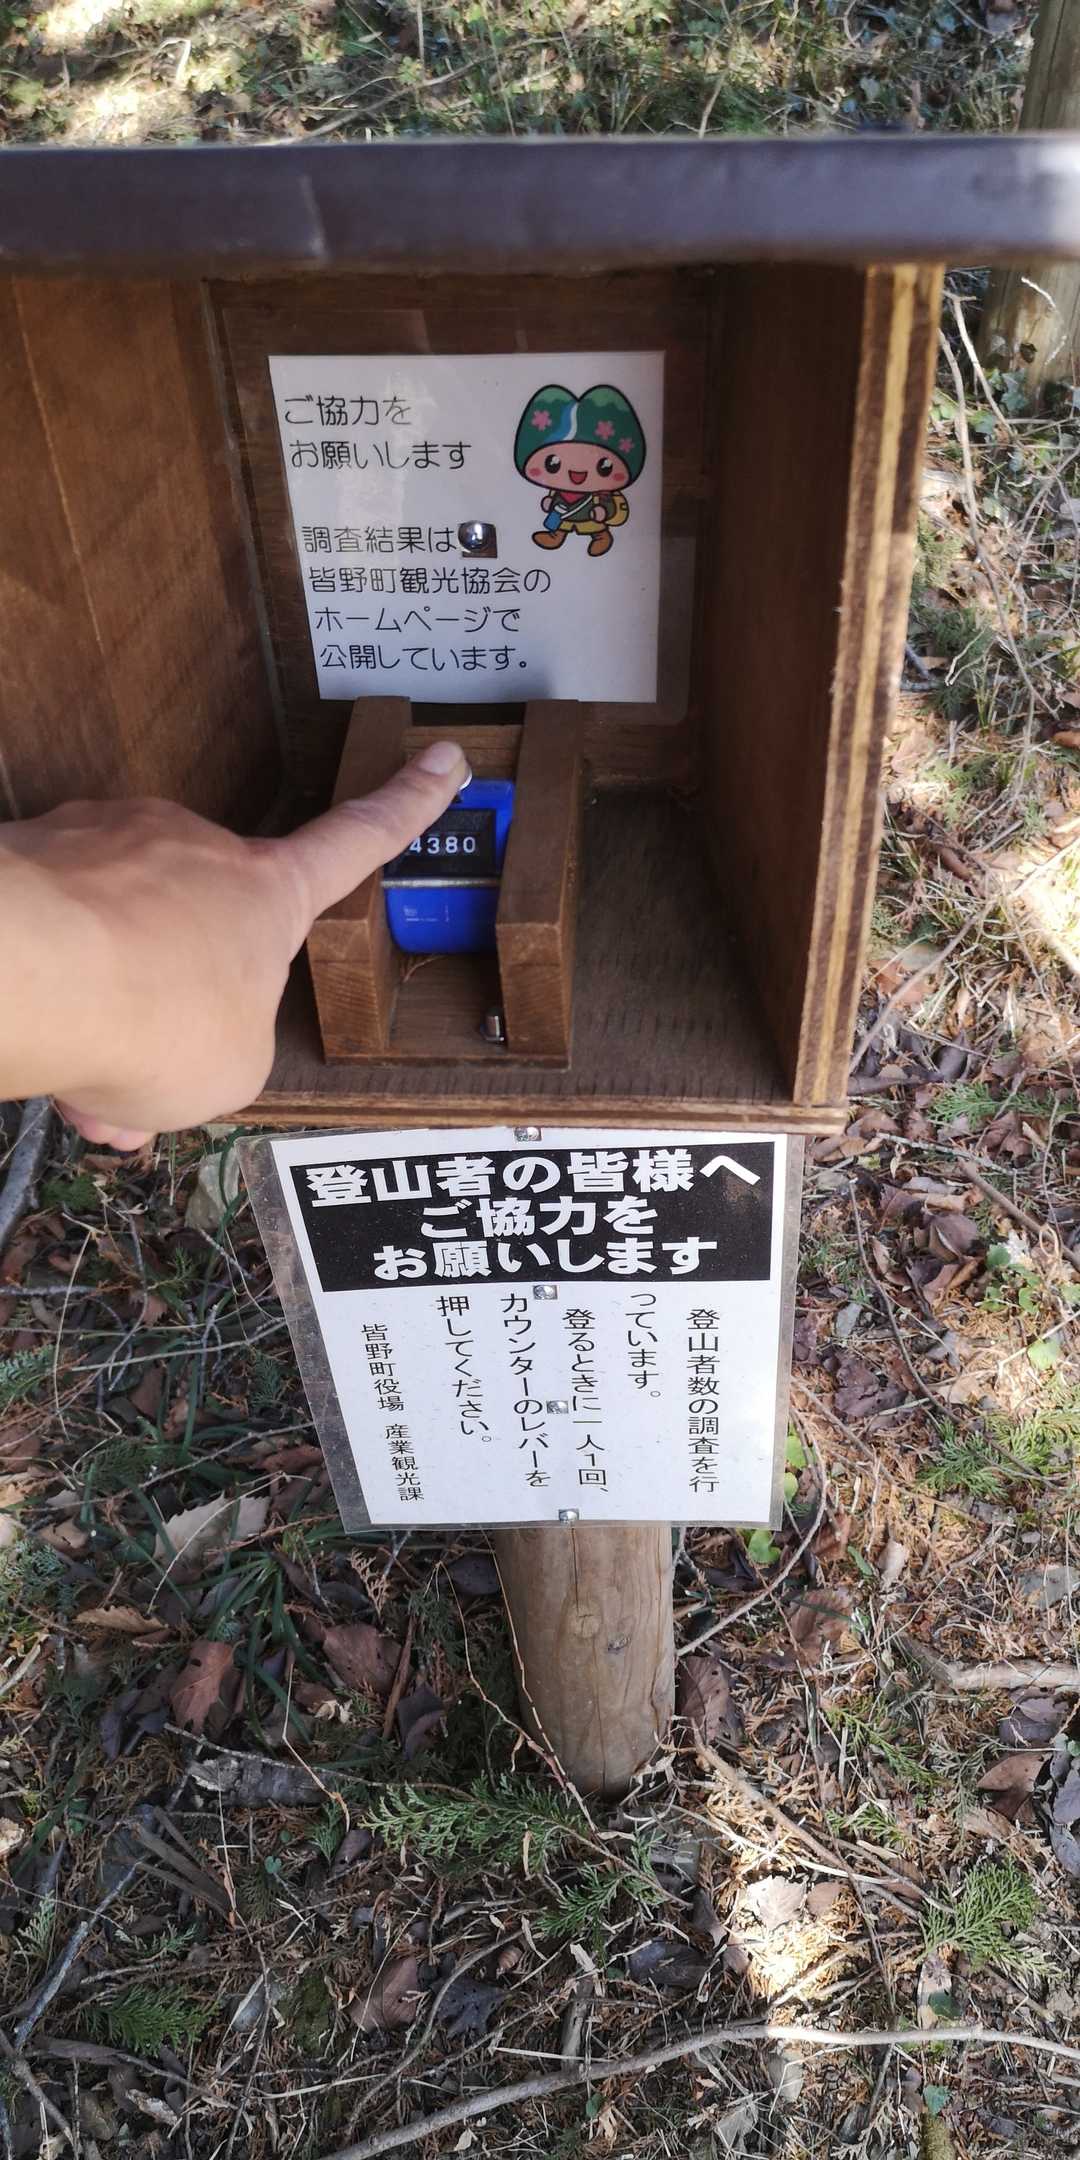 ご協力を
お願いします
調査結果は
皆野町観光協会の
ホームページで
公開しています。
4380
登山者の皆様へ
ご協力を
お願いします
登山者数の調査を行
っています。
登るときに一人1回、
カウンターのレバーを
押してください。
皆野町役場 産業観光課